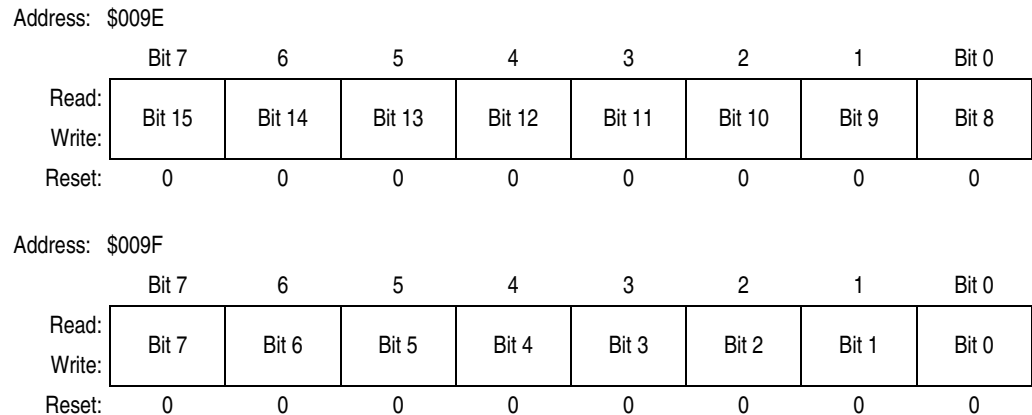 Address: $009E
Bit 7 6 5 4 3 2 1 Bit 0
Read:
Bit 15 Bit 14 Bit 13 Bit 12 Bit 11 Bit 10 Bit 9 Bit 8
Write:
Reset: 0 0 0 0 0 0 0 0
Address: $009F
Bit 7 6 5 4 3 2 1 Bit 0
Read:
Bit 7 Bit 6 Bit 5 Bit 4 Bit 3 Bit 2 Bit 1 Bit 0
Write:
Reset: 0 0 0 0 0 0 0 0